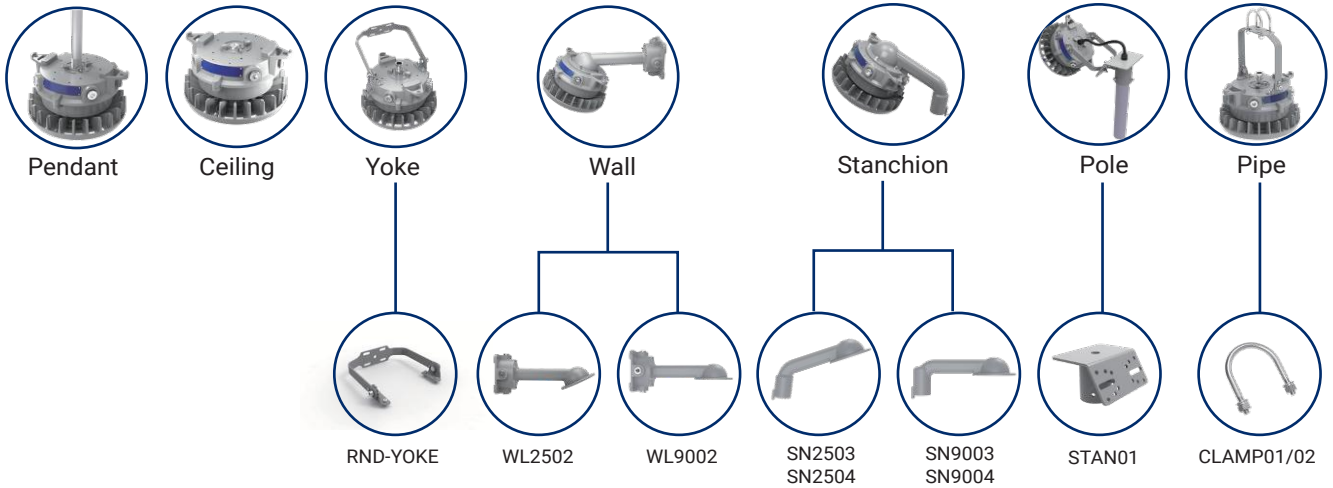 Pendant
Ceiling
Yoke
Wall
Stanchion
Pole
Pipe
RND-YOKE
WL2502
WL9002
SN2503
SN2504
SN9003
SN9004
STAN01
CLAMP01/02